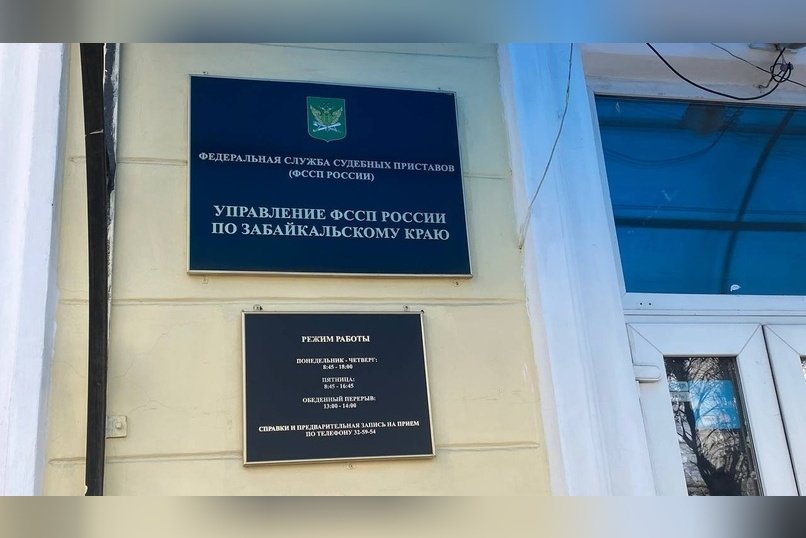 ФЕДЕРАЛЬНАЯ СЛУЖБА СУДЕБНЫХ ПРИСТАВОВ
(ФССП РОССИИ)
УПРАВЛЕНИЕ ФССП РОССИИ
ПО ЗАБАЙКАЛЬСКОМУ КРАЮ
РЕЖИМ РАБОТЫ
ПОНЕДЕЛЬНИК - ЧЕТВЕРГ:
8:45 - 18:00
ПЯТНИЦА:
8:45 - 16:45
ОБЕДЕННЫЙ ПЕРЕРЫВ:
13:00 - 14:00
СПРАВКИ И ПРЕДВАРИТЕЛЬНАЯ ЗАПИСЬ НА ПРИЕМ
ПО ТЕЛЕФОНУ 32-59-54